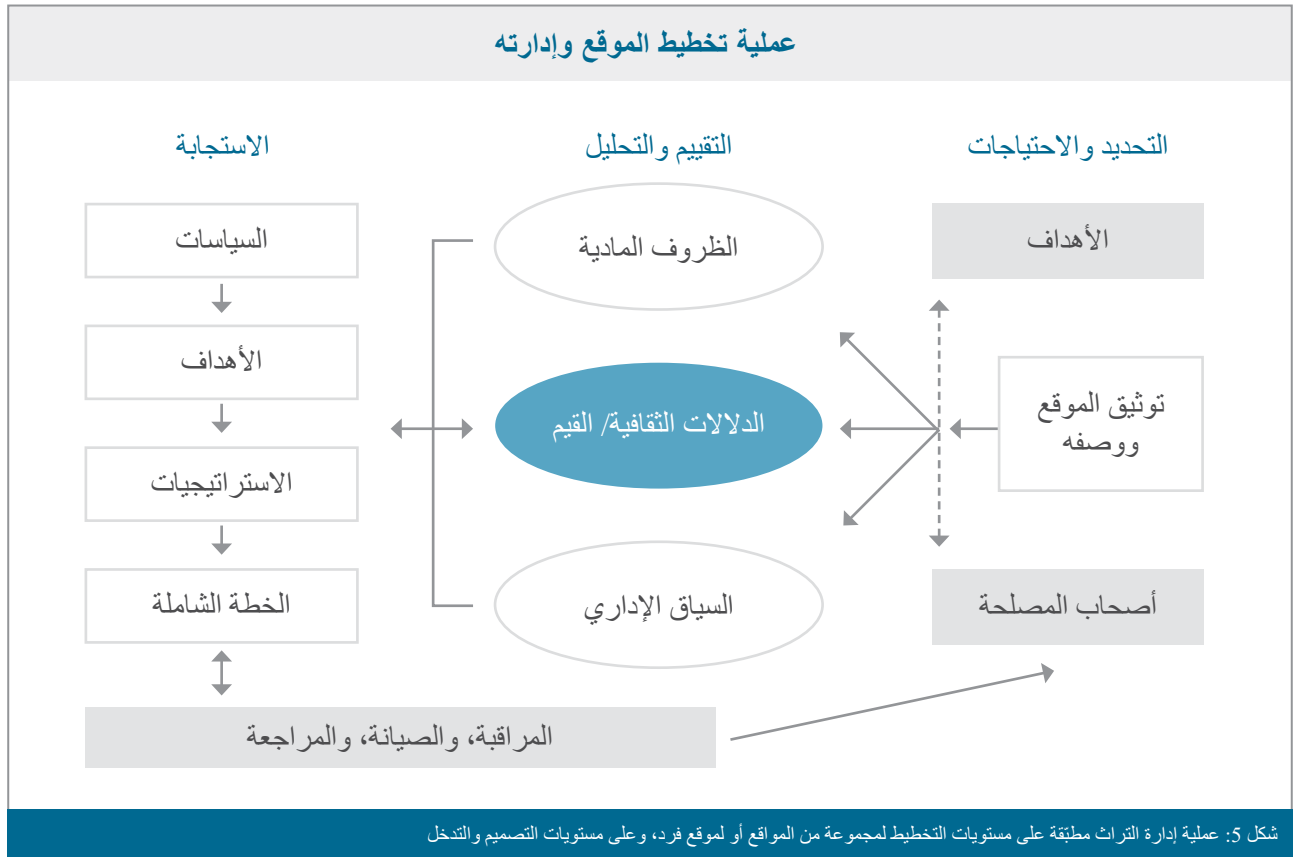 عملية تخطيط الموقع وإدارته
التحديد والاحتياجات
الأهداف
توثيق الموقع
ووصفه
أصحاب المصلحة
التقييم والتحليل
الظروف المادية
الدلالات الثقافية/ القيم
السياق الإداري
الاستجابة
السياسات
الأهداف
الاستراتيجيات
الخطة الشاملة
المراقبة، والصيانة، والمراجعة
شكل 5: عملية إدارة التراث مطبّقة على مستويات التخطيط لمجموعة من المواقع أو لموقع فرد، وعلى مستويات التصميم والتدخل